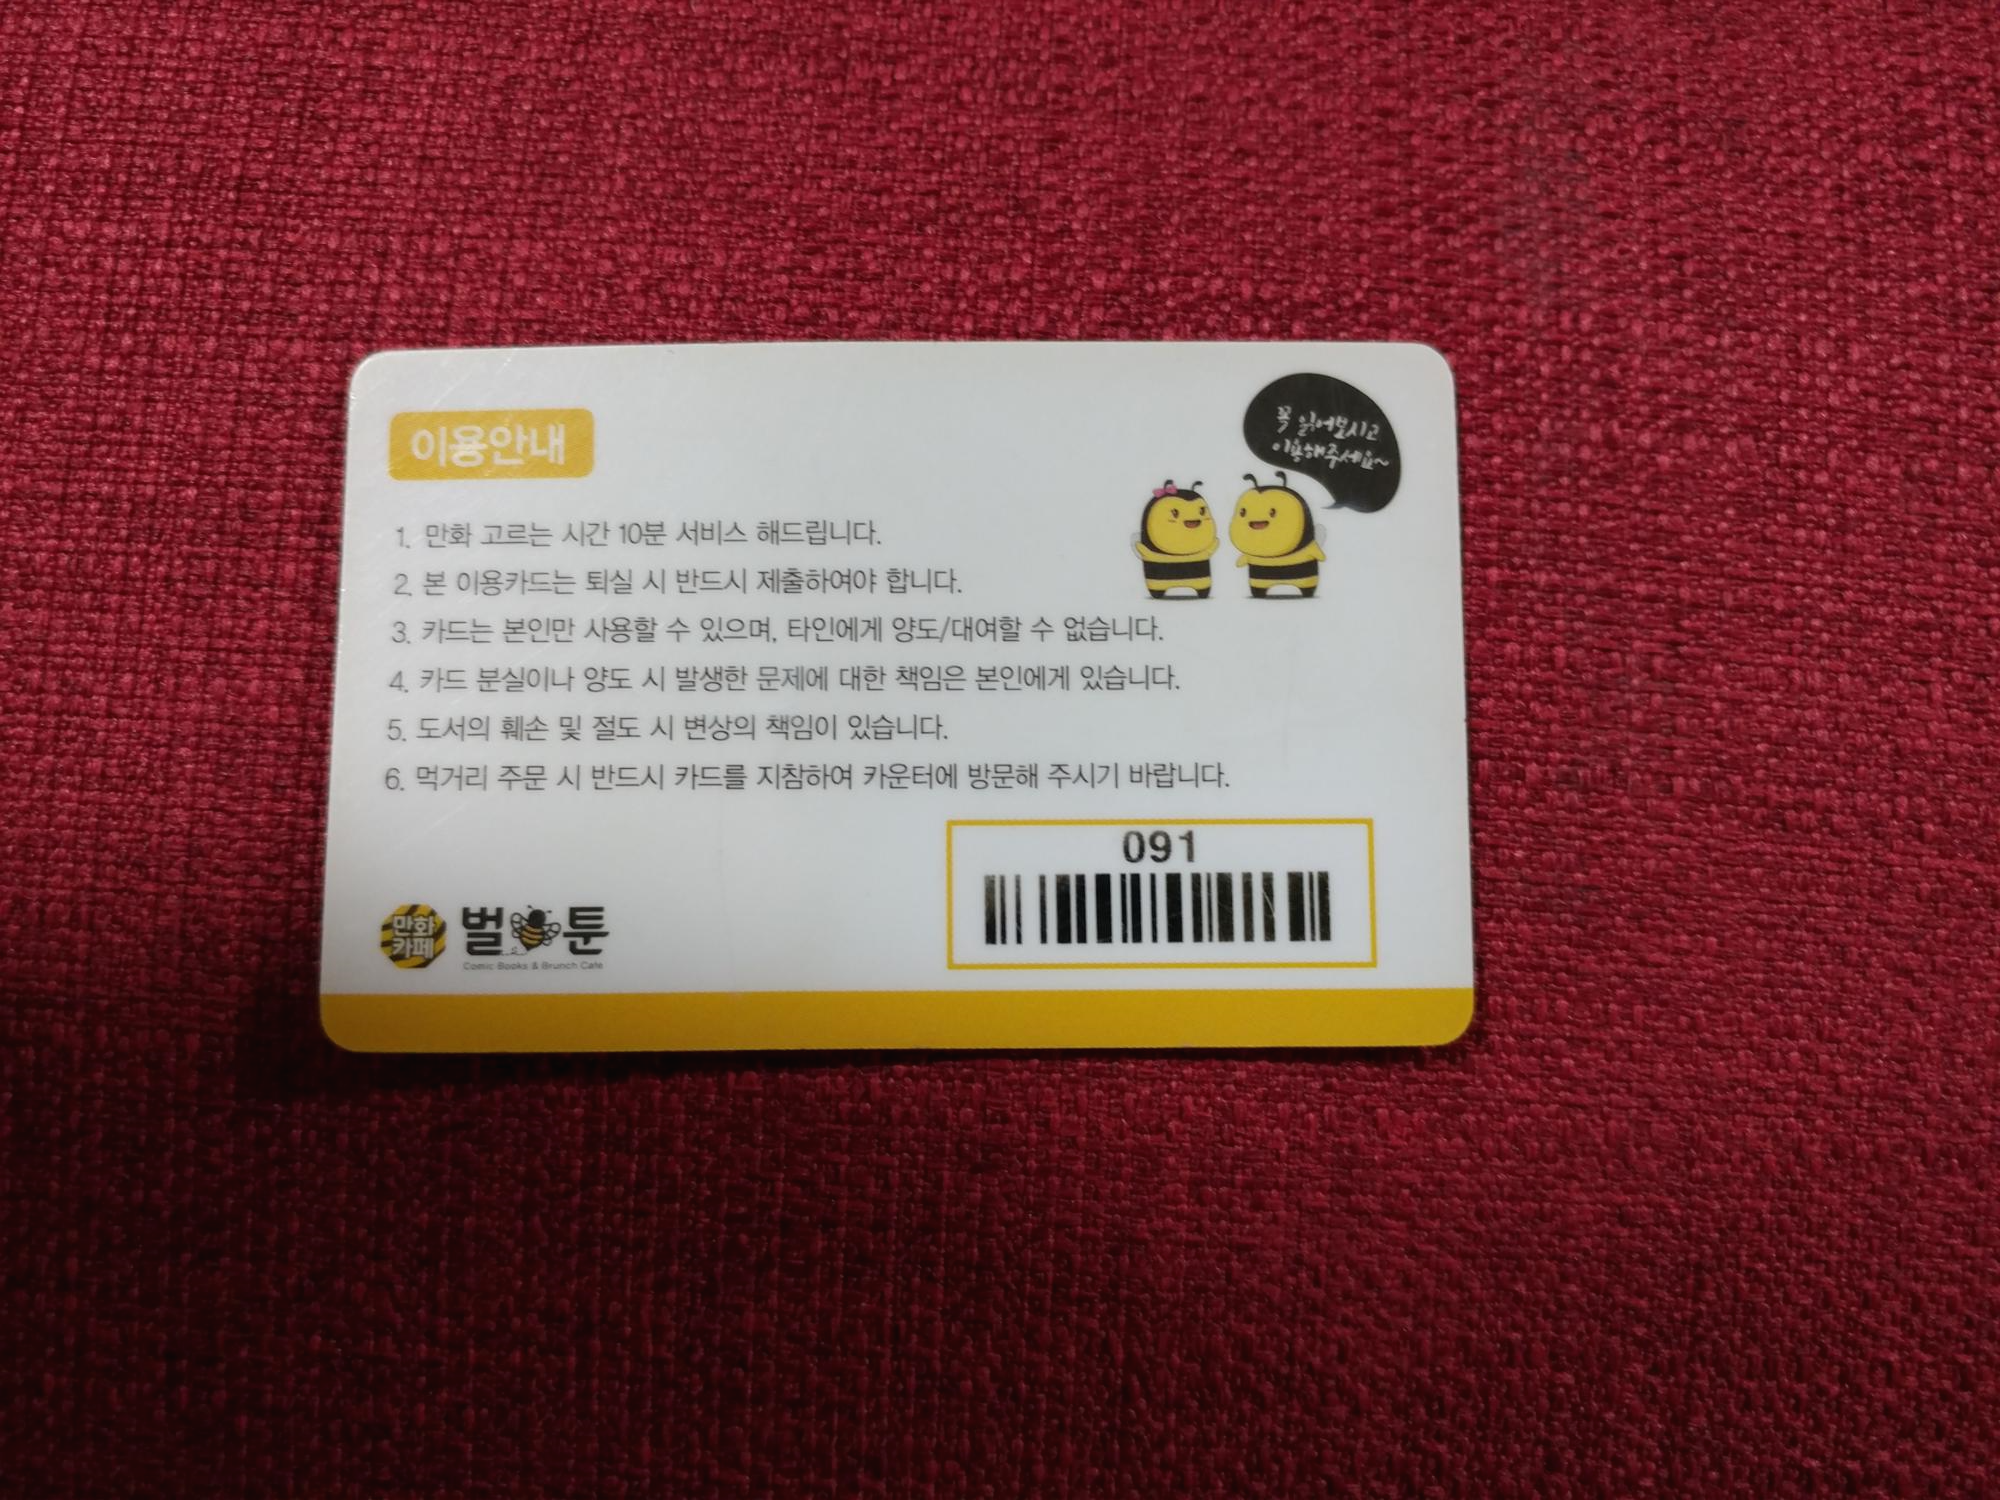 이용안내
꼭 읽어보시고
이용해주세요~
1. 만화 고르는 시간 10분 서비스 해드립니다.
2. 본 이용카드는 퇴실 시 반드시 제출하여야 합니다.
3. 카드는 본인만 사용할 수 있으며, 타인에게 양도/대여할 수 없습니다.
4. 카드 분실이나 양도 시 발생한 문제에 대한 책임은 본인에게 있습니다.
5. 도서의 훼손 및 절도 시 변상의 책임이 있습니다.
6. 먹거리 주문 시 반드시 카드를 지참하여 카운터에 방문해 주시기 바랍니다.
091
만화
카페
벌툰
Comic Books & Brunch Cafe